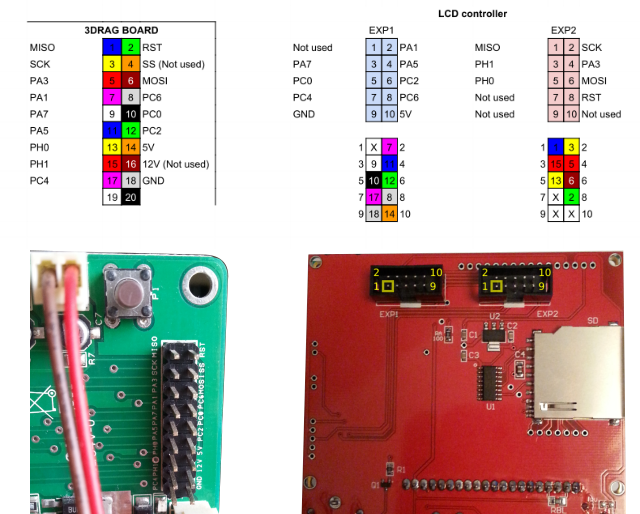 LCD controller
3DRAG BOARD
MISO 1 2 RST
SCK 3 4 SS (Not used)
PA3 5 6 MOSI
PA1 7 8 PC6
PA7 9 10 PC0
PA5 11 12 PC2
PH0 13 14 5V
PH1 15 16 12V (Not used)
PC4 17 18 GND
19 20
EXP1
Not used 1 2 PA1
PA7 3 4 PA5
PC0 5 6 PC2
PC4 7 8 PC6
GND 9 10 5V
EXP2
MISO 1 2 SCK
PH1 3 4 PA3
PH0 5 6 MOSI
Not used 7 8 RST
Not used 9 10 Not used
1 X 7 2
3 9 11 4
5 10 12 6
7 17 8 8
9 18 14 10
1 1 3 2
3 15 5 4
5 13 6 6
7 X 2 8
9 X X 10
P1
C7
R7
MISO RST
SCK SS
PA3 MOSI
PA1 PC6
PA7 PC0
PA5 PC2
PH0 5V
PH1 12V
PC4 GND
2 10
1 9
EXP1
2 10
1 9
EXP2
U2
C1
C2
C3
C4
U1
SD
R1
Q1